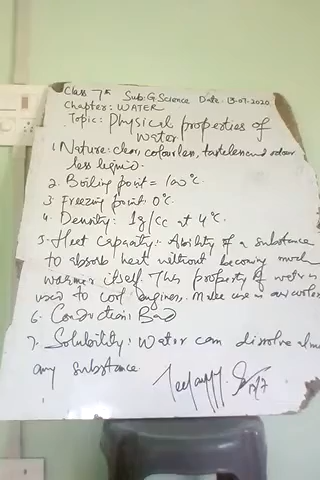 Class 7th Sub: G. Science Date: 13.07.2020
Chapter: WATER
Topic: Physical properties of
water
1. Nature: clear, colourless, tasteless and odour
less liquid.
2. Boiling point = 100°C
3. Freezing point: 0°C
4. Density: 1g/cc at 4°C
5. Heat Capacity: Ability of a substance
to absorb heat without becoming much
warmer itself. This property of water is
used to cool engines. Make use in air cooler
6. Conduction: Bad
7. Solubility: Water can dissolve almo
any substance.